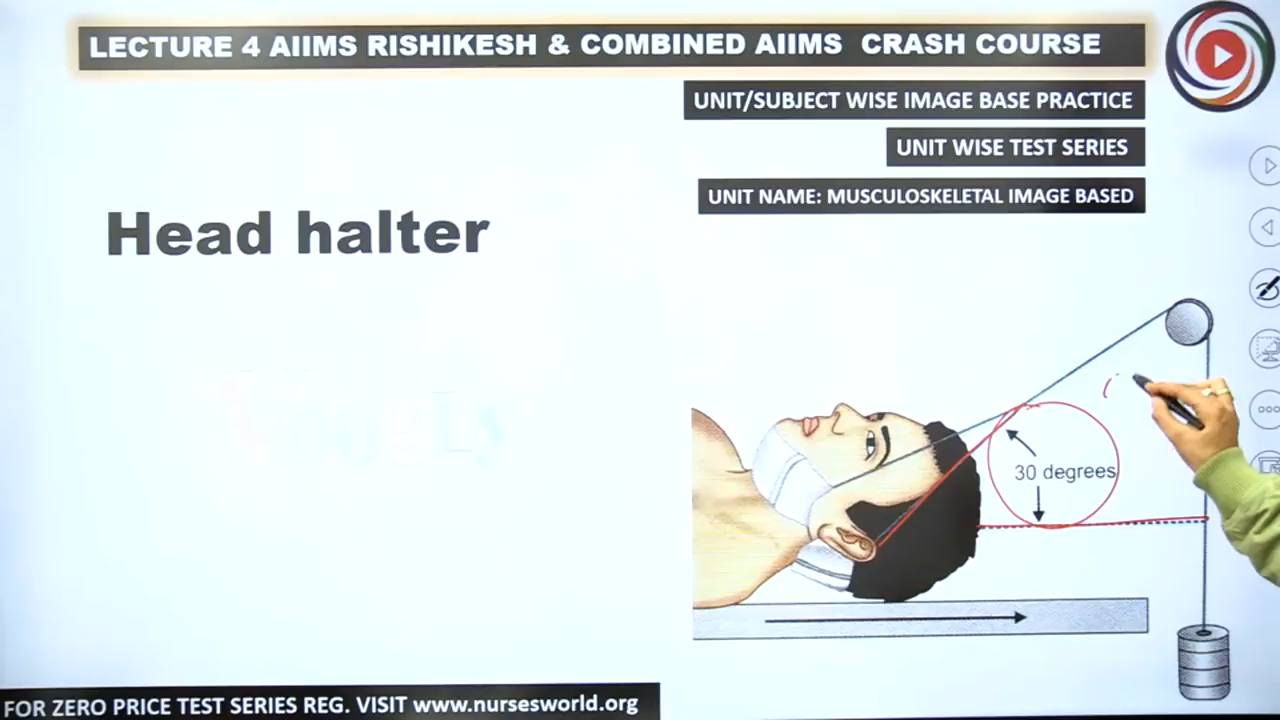 LECTURE 4 AIIMS RISHIKESH & COMBINED AIIMS CRASH COURSE
UNIT/SUBJECT WISE IMAGE BASE PRACTICE
UNIT WISE TEST SERIES
UNIT NAME: MUSCULOSKELETAL IMAGE BASED
Head halter
30 degrees
FOR ZERO PRICE TEST SERIES REG. VISIT www.nursesworld.org